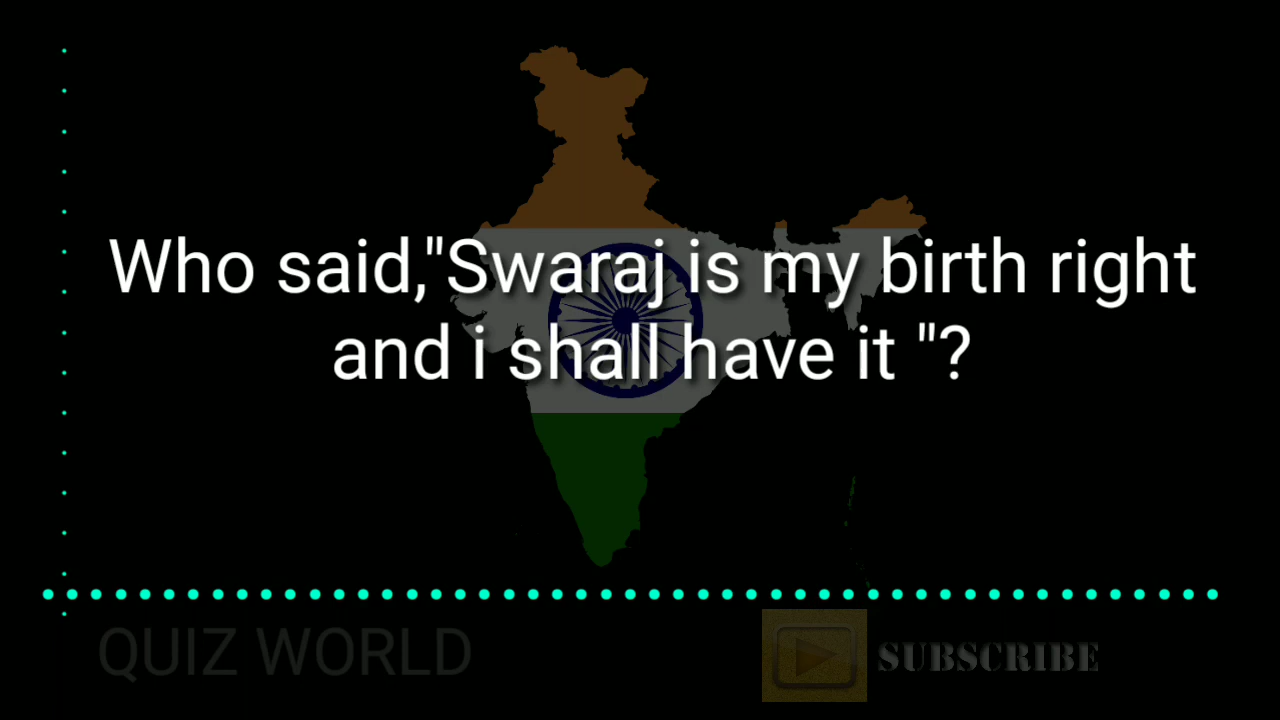 Who said,"Swaraj is my birth right
and i shall have it "?
QUIZ WORLD
SUBSCRIBE